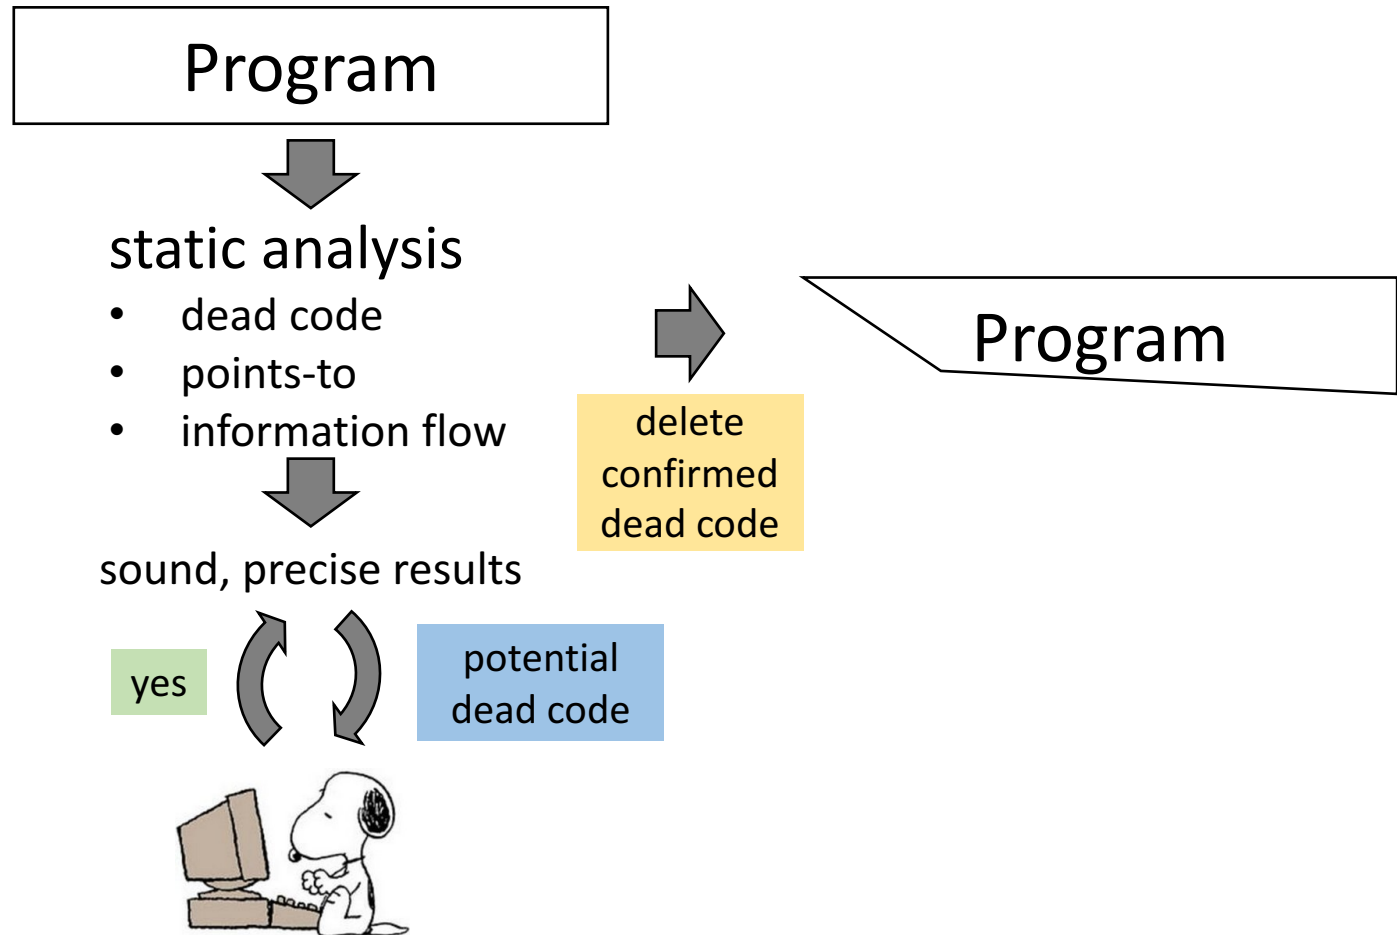 Program
static analysis
• dead code
• points-to
• information flow
sound, precise results
yes
potential
dead code
delete
confirmed
dead code
Program